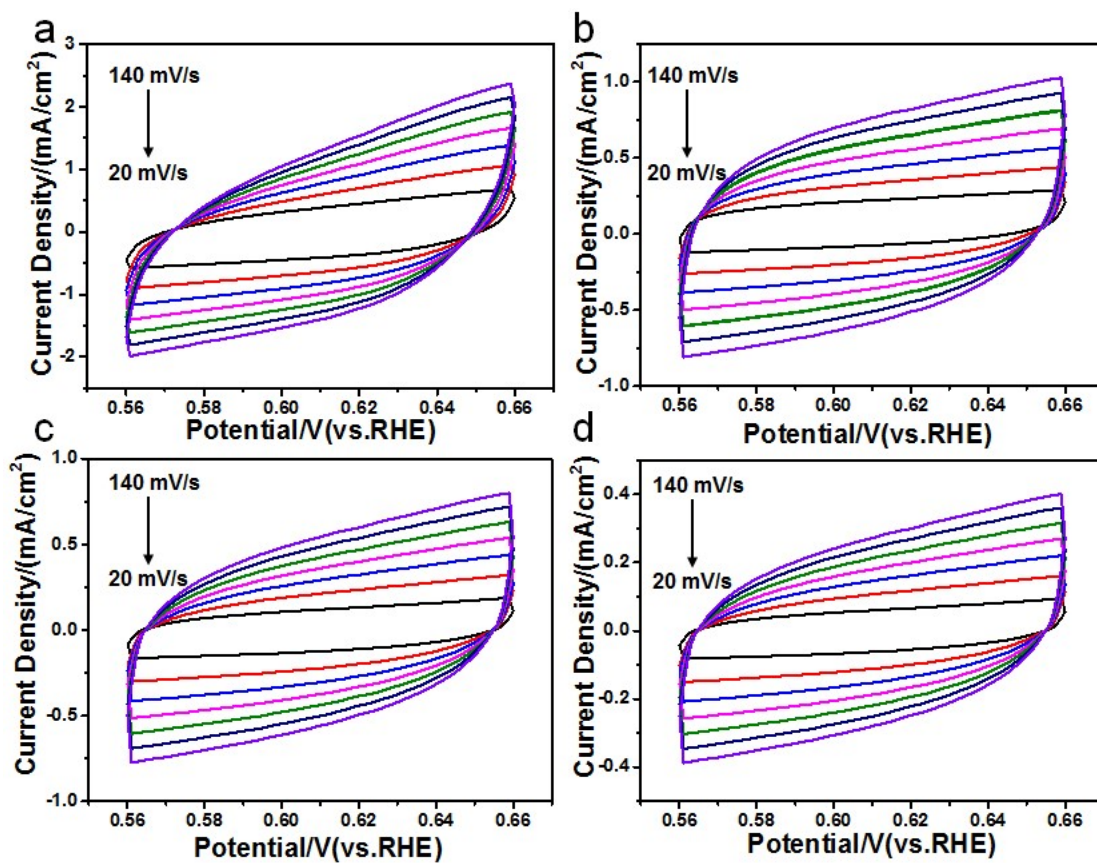 a
3
2
1
0
-1
-2
140 mV/s
20 mV/s
0.56 0.58 0.60 0.62 0.64 0.66
Potential/V(vs.RHE)
Current Density/(mA/cm²)
b
1.0
0.5
0.0
-0.5
-1.0
140 mV/s
20 mV/s
0.56 0.58 0.60 0.62 0.64 0.66
Potential/V(vs.RHE)
Current Density/(mA/cm²)
c
1.0
0.5
0.0
-0.5
-1.0
140 mV/s
20 mV/s
0.56 0.58 0.60 0.62 0.64 0.66
Potential/V(vs.RHE)
Current Density/(mA/cm²)
d
0.4
0.2
0.0
-0.2
-0.4
140 mV/s
20 mV/s
0.56 0.58 0.60 0.62 0.64 0.66
Potential/V(vs.RHE)
Current Density/(mA/cm²)